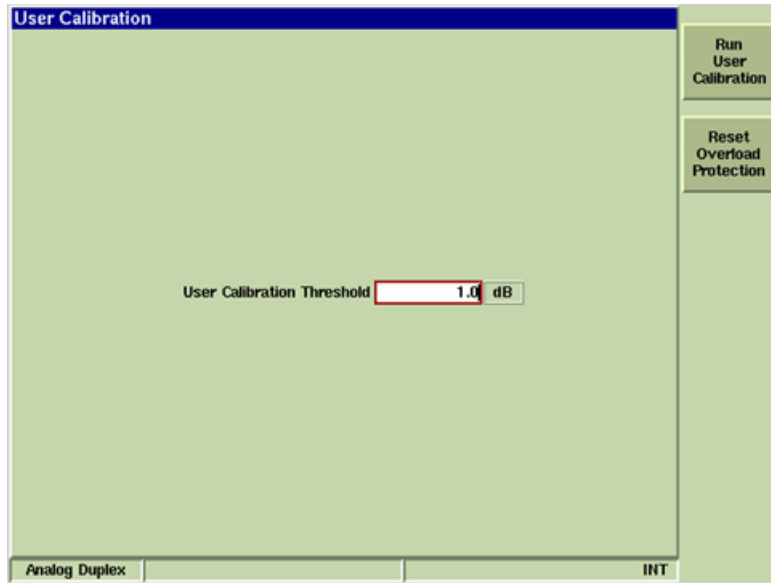 User Calibration
Run
User
Calibration
Reset
Overload
Protection
User Calibration Threshold 1.0 dB
Analog Duplex INT